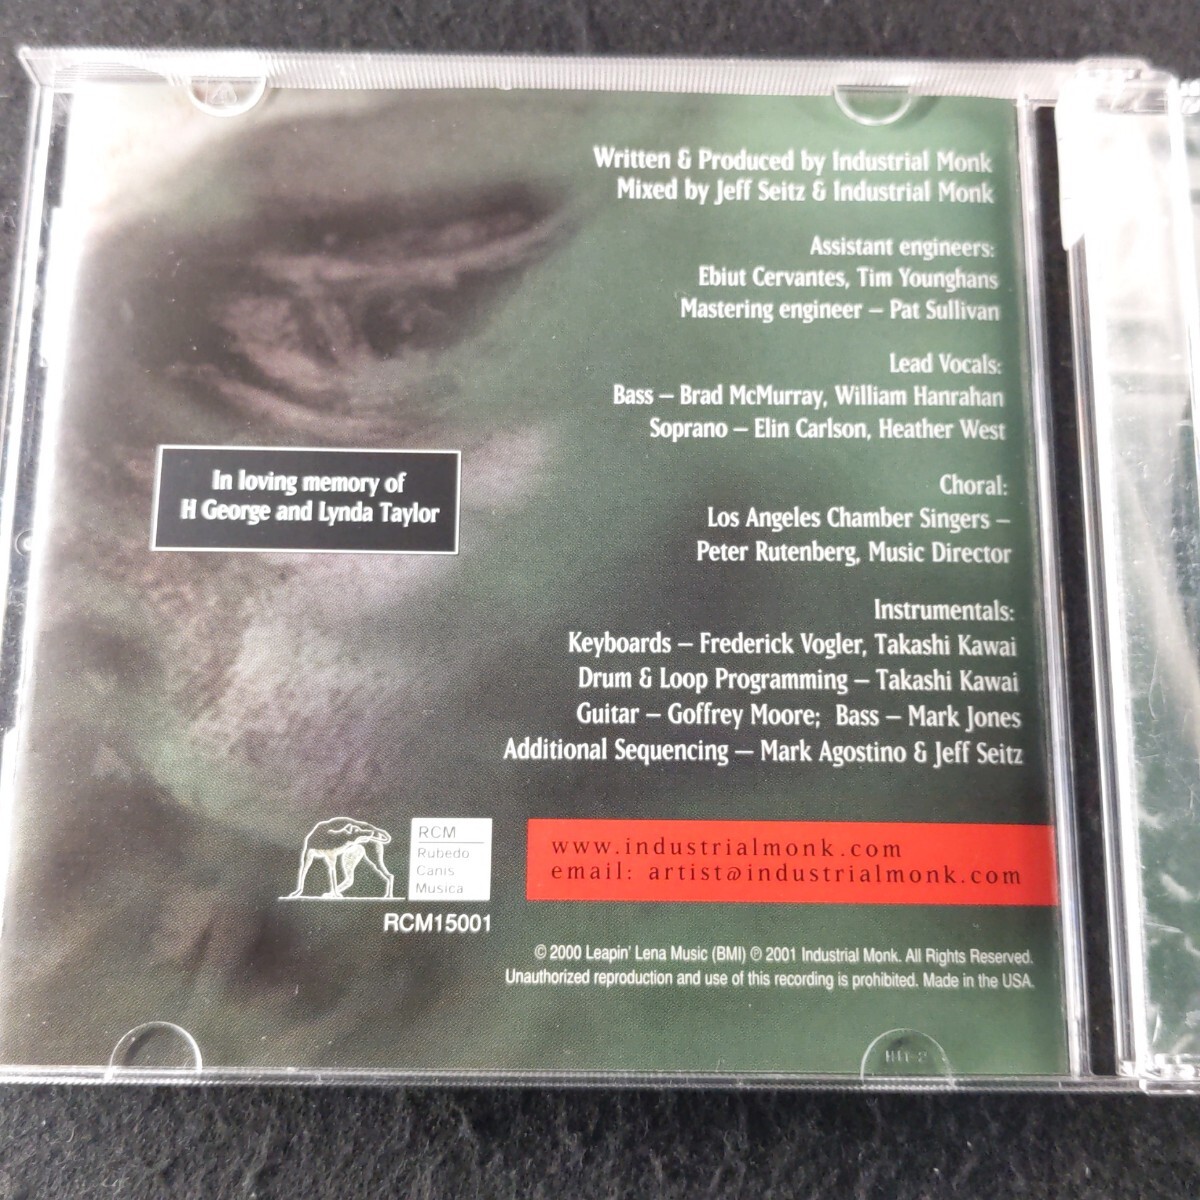 Written & Produced by Industrial Monk
Mixed by Jeff Seitz & Industrial Monk
Assistant engineers:
Ebiut Cervantes, Tim Younghans
Mastering engineer – Pat Sullivan
Lead Vocals:
Bass – Brad McMurray, William Hanrahan
Soprano – Elin Carlson, Heather West
In loving memory of
H George and Lynda Taylor
Choral:
Los Angeles Chamber Singers –
Peter Rutenberg, Music Director
Instrumentals:
Keyboards – Frederick Vogler, Takashi Kawai
Drum & Loop Programming – Takashi Kawai
Guitar – Goffrey Moore; Bass – Mark Jones
Additional Sequencing – Mark Agostino & Jeff Seitz
RCM
Rubedo
Canis
Musica
RCM15001
www.industrialmonk.com
email: artist@industrialmonk.com
© 2000 Leapin' Lena Music (BMI) ℗ 2001 Industrial Monk. All Rights Reserved.
Unauthorized reproduction and use of this recording is prohibited. Made in the USA.